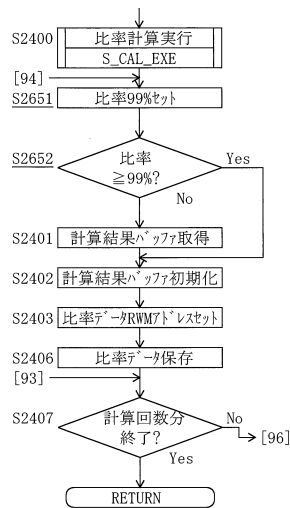 S2400 比率計算実行
S_CAL_EXE
[94]
S2651 比率99%ｾｯﾄ
S2652 比率 Yes
≧99%?
No
S2401 計算結果ﾊﾞｯﾌｧ取得
S2402 計算結果ﾊﾞｯﾌｧ初期化
S2403 比率ﾃﾞｰﾀRWMｱﾄﾞﾚｽｾｯﾄ
S2406 比率ﾃﾞｰﾀ保存
[93]
S2407 計算回数分 No
終了? [96]
Yes
RETURN